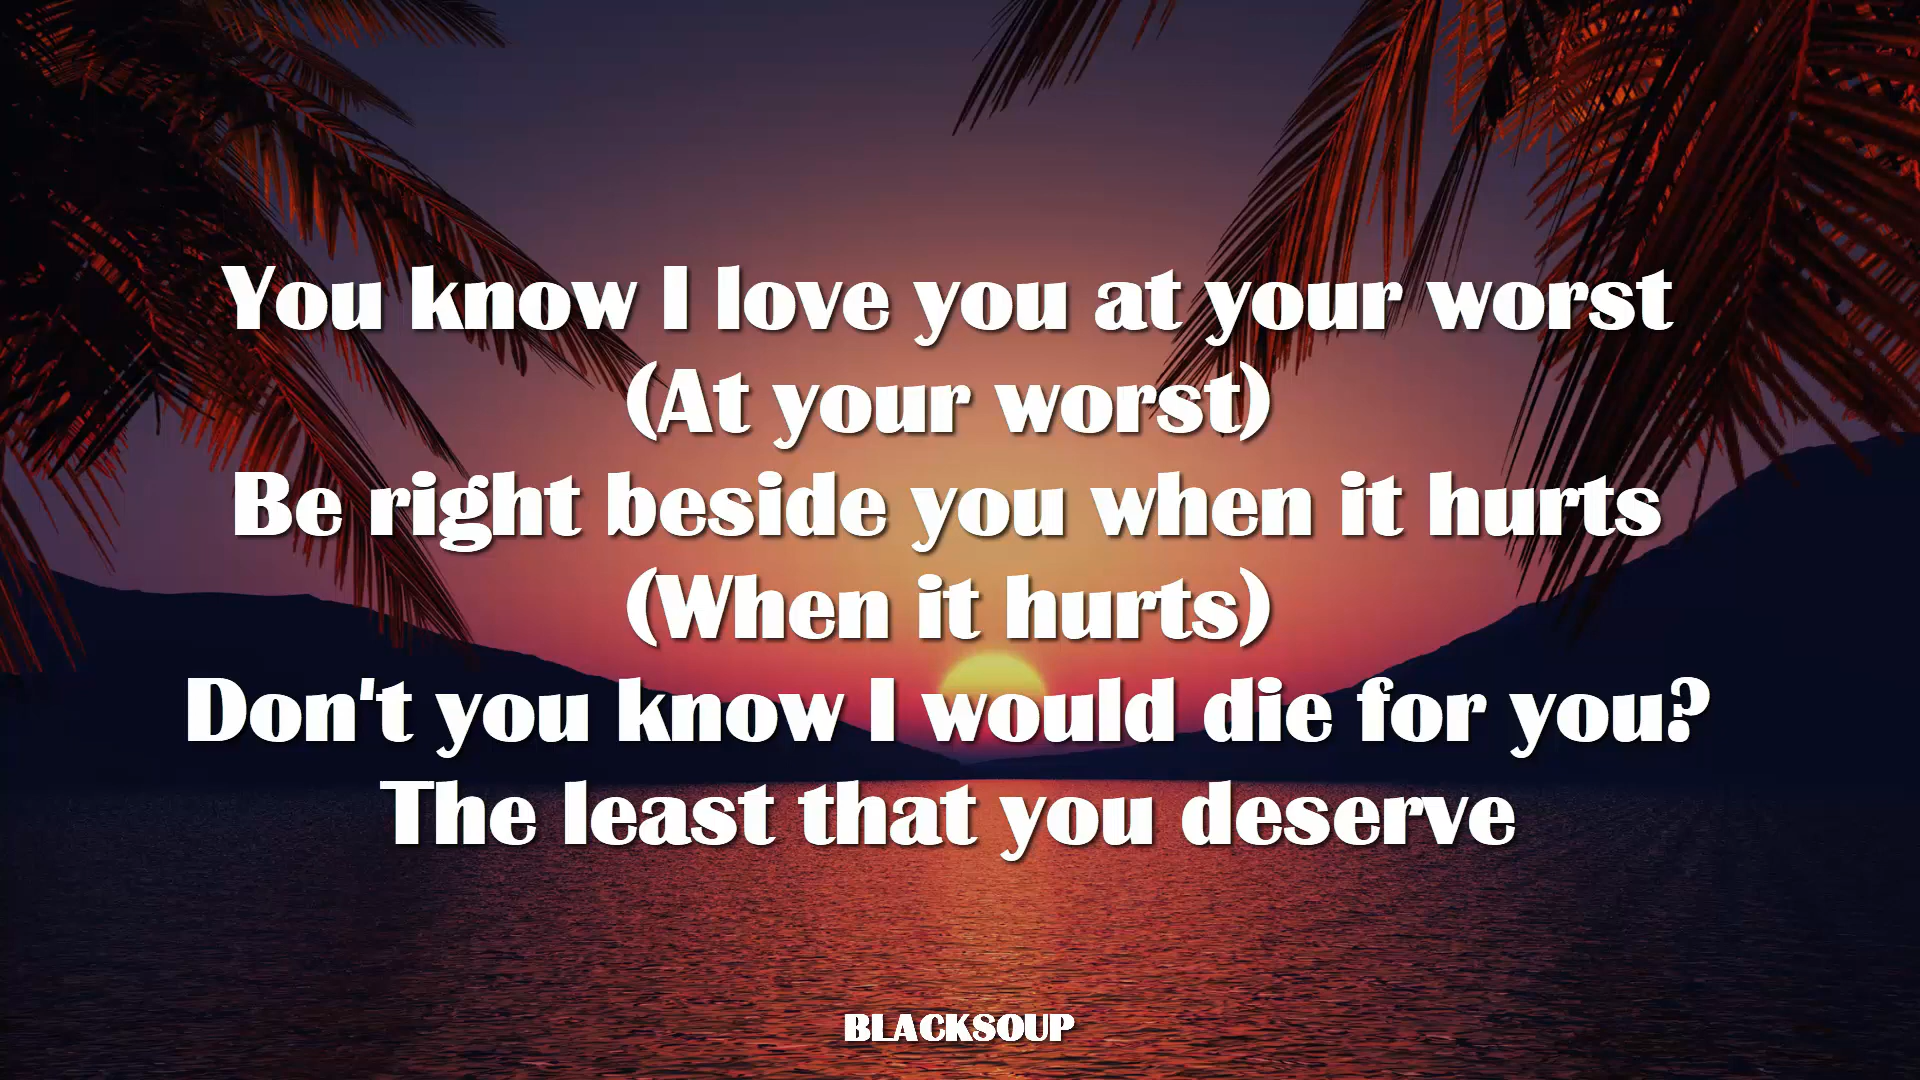 You know I love you at your worst
(At your worst)
Be right beside you when it hurts
(When it hurts)
Don't you know I would die for you?
The least that you deserve
BLACKSOUP